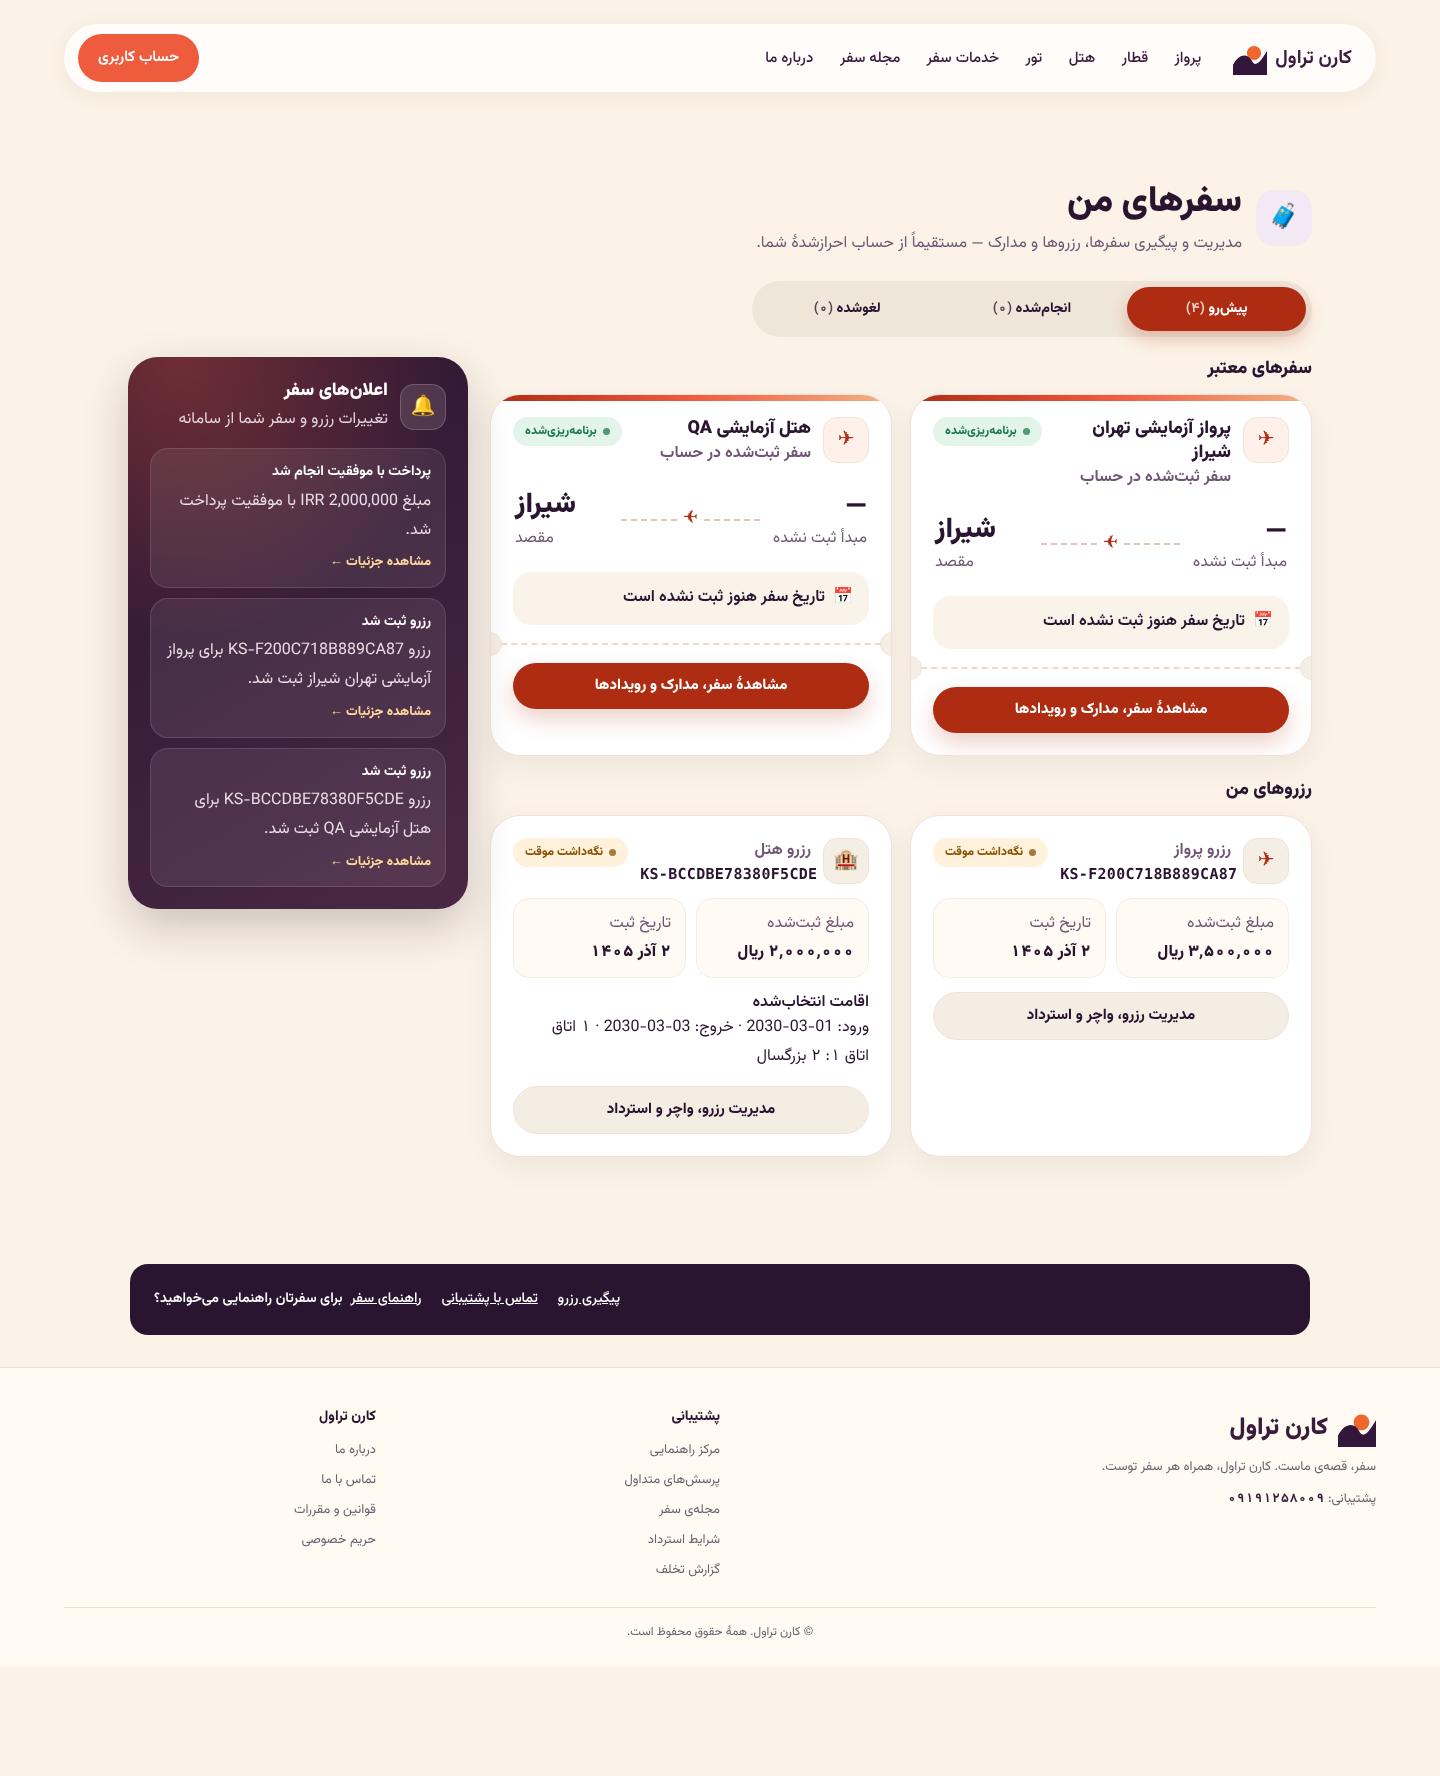 کارن تراول
پرواز
قطار
هتل
تور
خدمات سفر
مجله سفر
درباره ما
حساب کاربری
سفرهای من
مدیریت و پیگیری سفرها، رزروها و مدارک — مستقیماً از حساب احرازشدهٔ شما.
پیش‌رو (۴)
انجام‌شده (۰)
لغوشده (۰)
سفرهای معتبر
پرواز آزمایشی تهران
شیراز
سفر ثبت‌شده در حساب
برنامه‌ریزی‌شده
—
مبدأ ثبت نشده
شیراز
مقصد
تاریخ سفر هنوز ثبت نشده است
مشاهدهٔ سفر، مدارک و رویدادها
هتل آزمایشی QA
سفر ثبت‌شده در حساب
برنامه‌ریزی‌شده
—
مبدأ ثبت نشده
شیراز
مقصد
تاریخ سفر هنوز ثبت نشده است
مشاهدهٔ سفر، مدارک و رویدادها
رزروهای من
رزرو پرواز
KS-F200C718B889CA87
نگه‌داشت موقت
مبلغ ثبت‌شده
۳,۵۰۰,۰۰۰ ریال
تاریخ ثبت
۲ آذر ۱۴۰۵
مدیریت رزرو، واچر و استرداد
رزرو هتل
KS-BCCDBE78380F5CDE
نگه‌داشت موقت
مبلغ ثبت‌شده
۲,۰۰۰,۰۰۰ ریال
تاریخ ثبت
۲ آذر ۱۴۰۵
اقامت انتخاب‌شده
ورود: 2030-03-01 · خروج: 2030-03-03 · ۱ اتاق
اتاق ۱: ۲ بزرگسال
مدیریت رزرو، واچر و استرداد
اعلان‌های سفر
تغییرات رزرو و سفر شما از سامانه
پرداخت با موفقیت انجام شد
مبلغ 2,000,000 IRR با موفقیت پرداخت
شد.
مشاهده جزئیات ←
رزرو ثبت شد
رزرو KS-F200C718B889CA87 برای پرواز
آزمایشی تهران شیراز ثبت شد.
مشاهده جزئیات ←
رزرو ثبت شد
رزرو KS-BCCDBE78380F5CDE برای
هتل آزمایشی QA ثبت شد.
مشاهده جزئیات ←
پیگیری رزرو
تماس با پشتیبانی
راهنمای سفر
برای سفرتان راهنمایی می‌خواهید؟
کارن تراول
سفر، قصه‌ی ماست. کارن تراول، همراه هر سفر توست.
پشتیبانی: ۰۹۱۹۱۲۵۸۰۰۹
پشتیبانی
مرکز راهنمایی
پرسش‌های متداول
مجله‌ی سفر
شرایط استرداد
گزارش تخلف
کارن تراول
درباره ما
تماس با ما
قوانین و مقررات
حریم خصوصی
© کارن تراول. همهٔ حقوق محفوظ است.